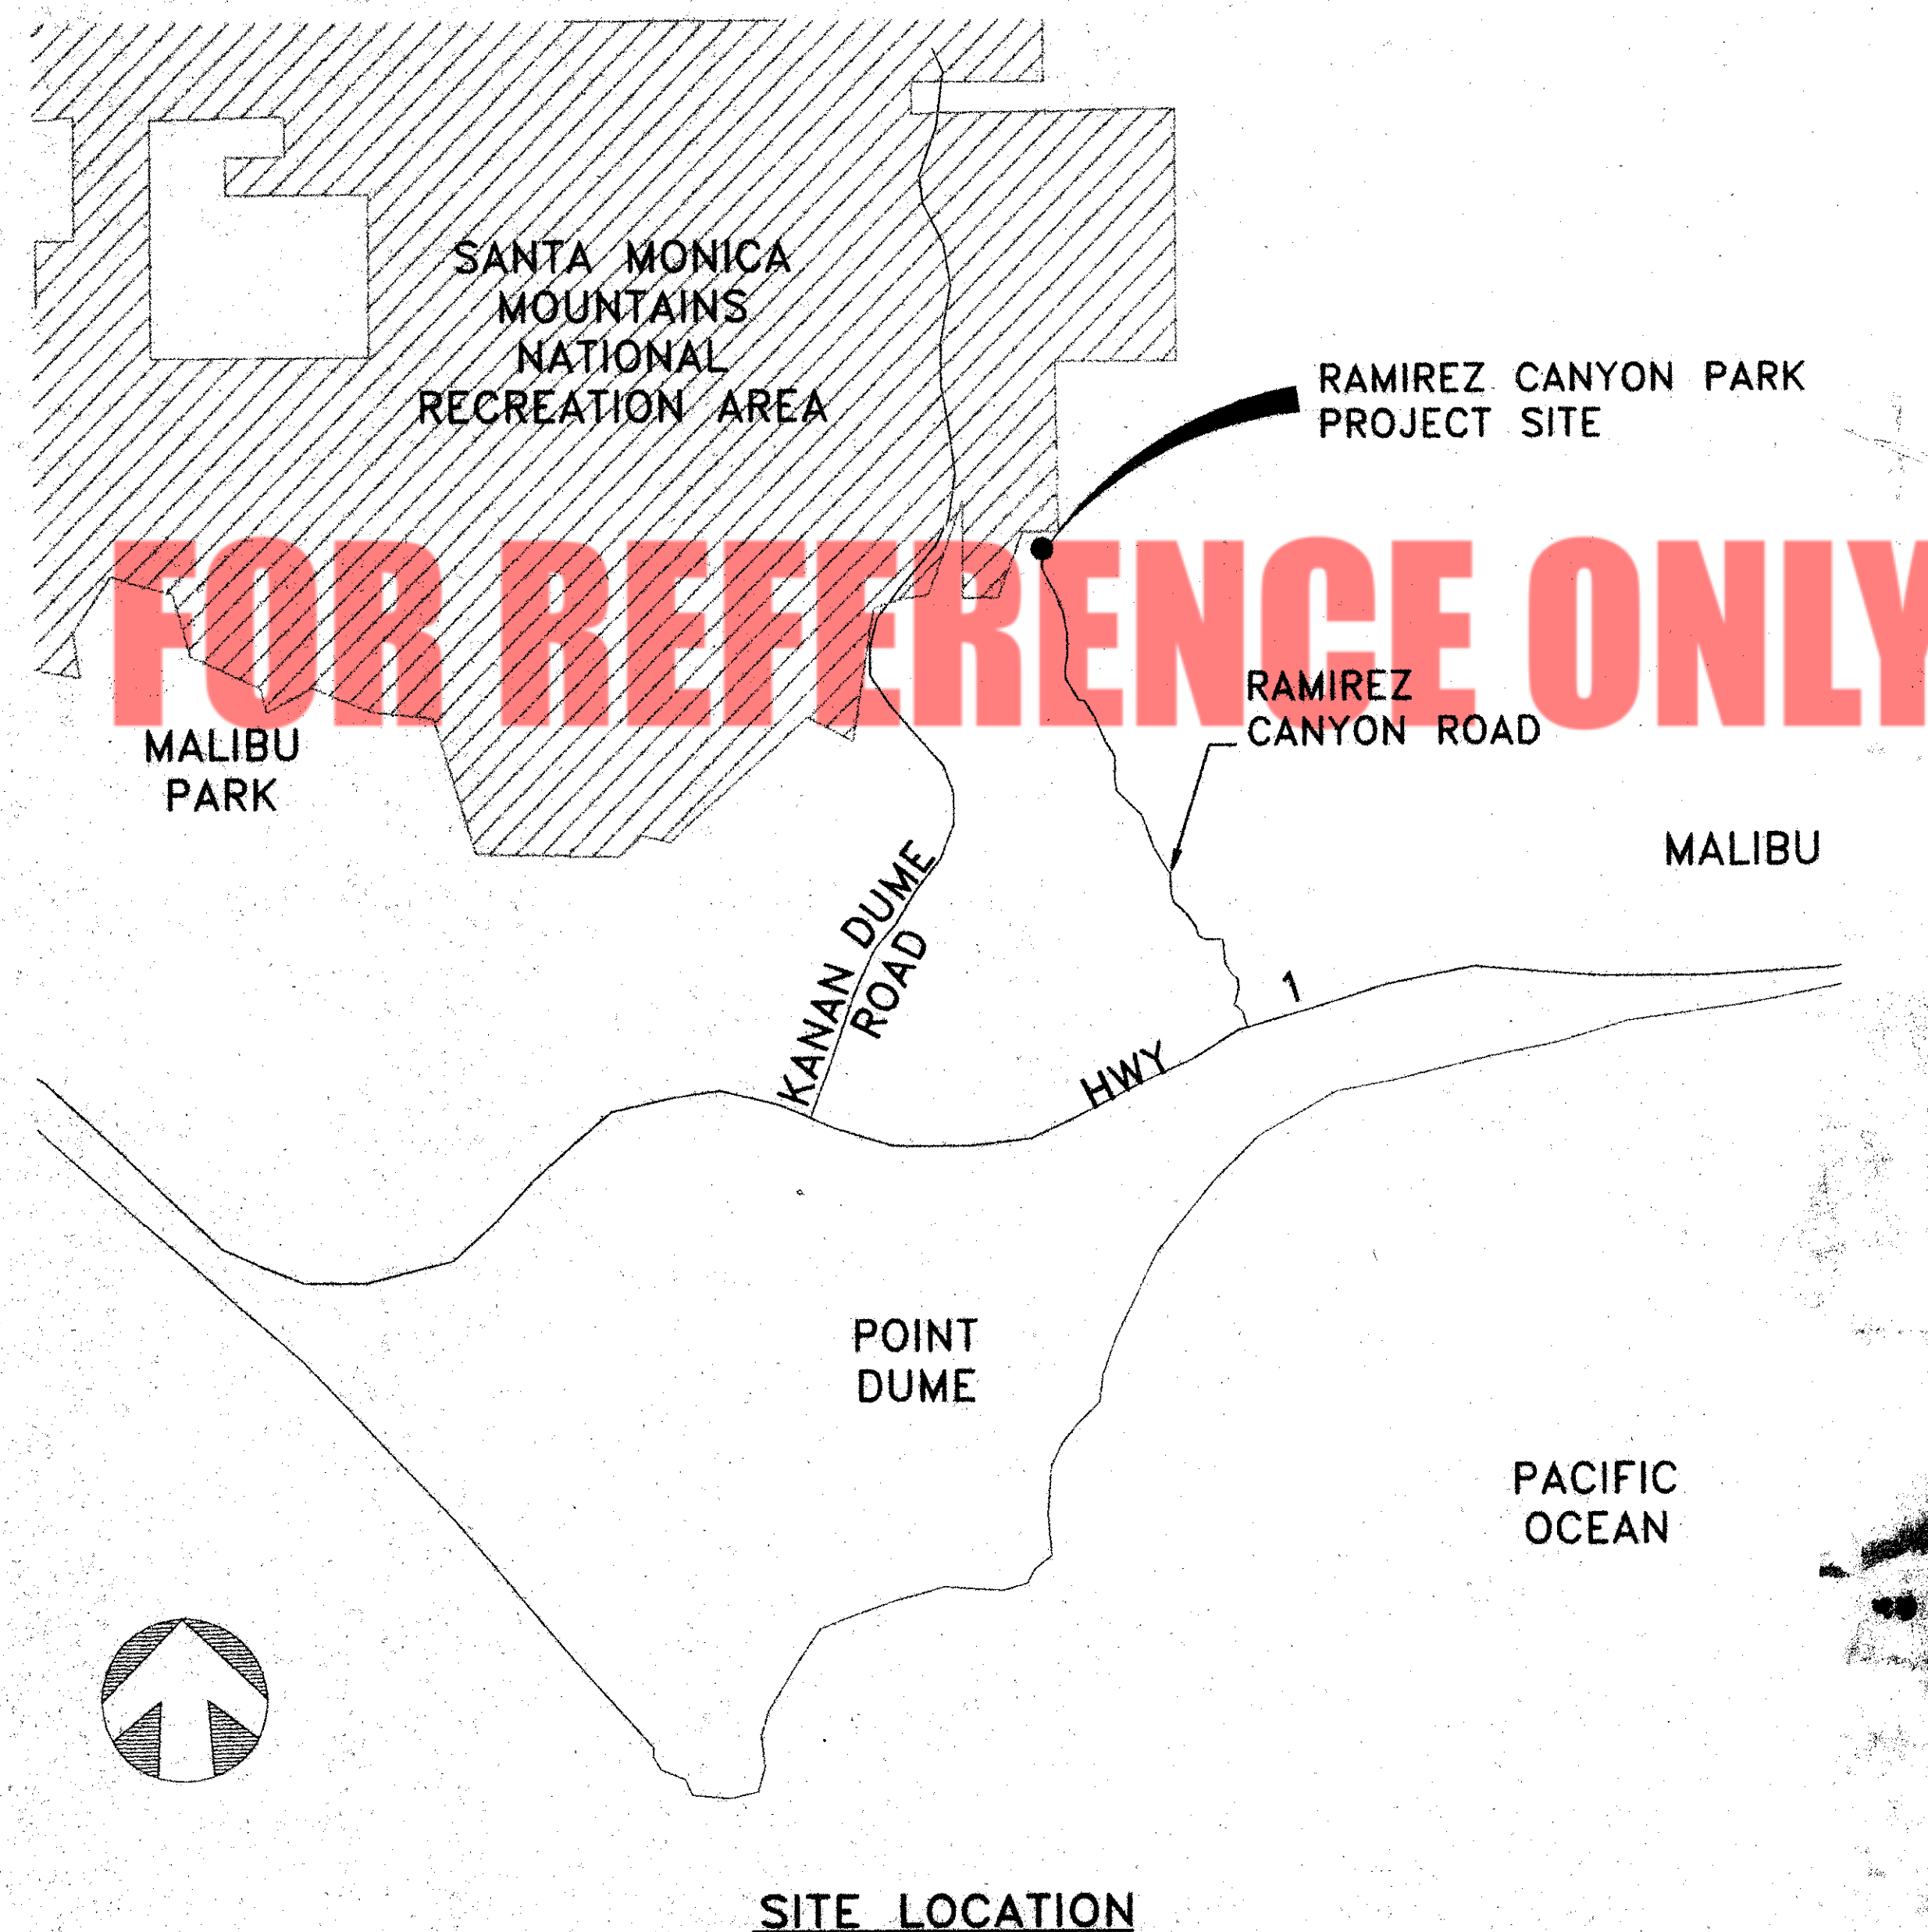 SANTA MONICA
MOUNTAINS
NATIONAL
RECREATION AREA
RAMIREZ CANYON PARK
PROJECT SITE
FOR REFERENCE ONLY
RAMIREZ
CANYON ROAD
MALIBU
PARK
MALIBU
KANAN DUME
ROAD
HWY 1
POINT
DUME
PACIFIC
OCEAN
SITE LOCATION